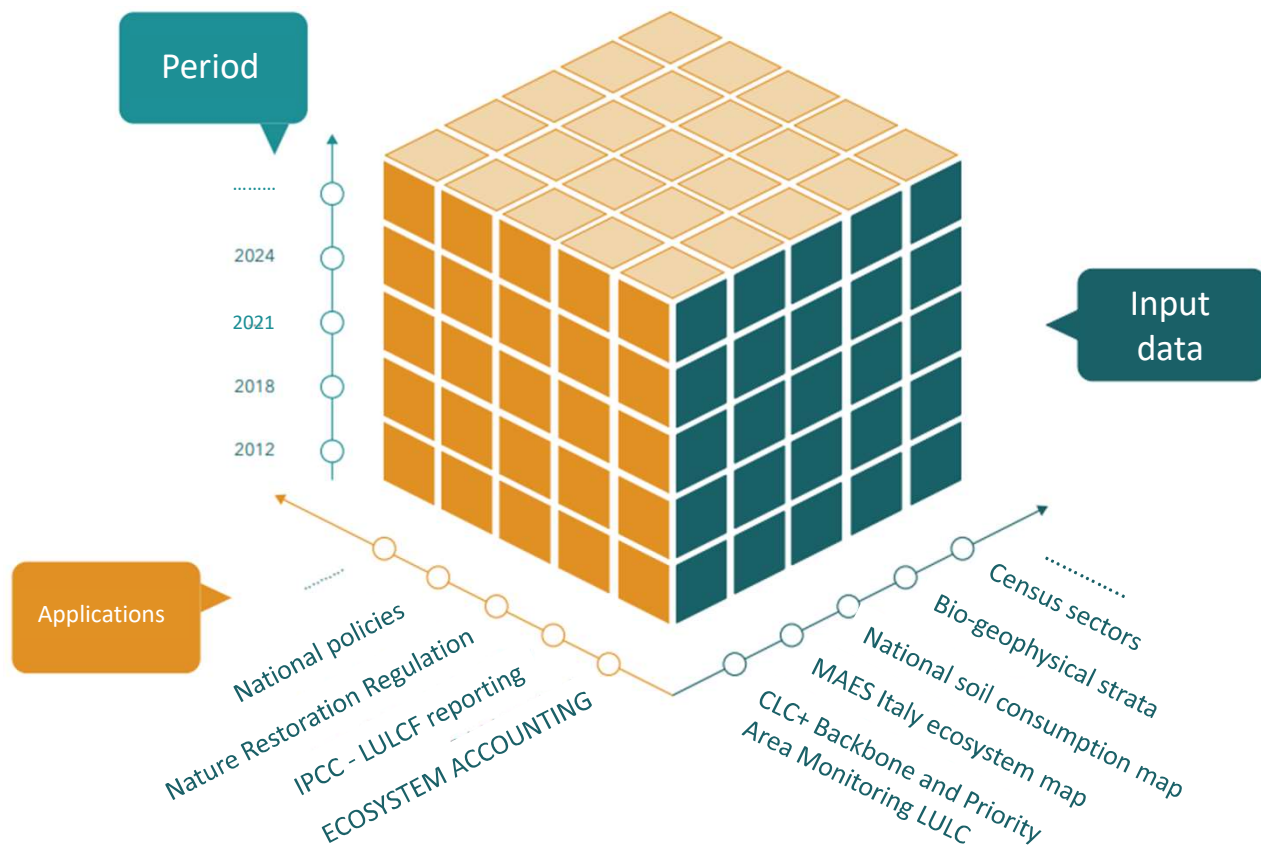 Period
.........
2024
2021
2018
2012
Input
data
Applications
........
National policies
Nature Restoration Regulation
IPCC - LULCF reporting
ECOSYSTEM ACCOUNTING
.............
Census sectors
Bio-geophysical strata
National soil consumption map
MAES Italy ecosystem map
CLC+ Backbone and Priority
Area Monitoring LULC